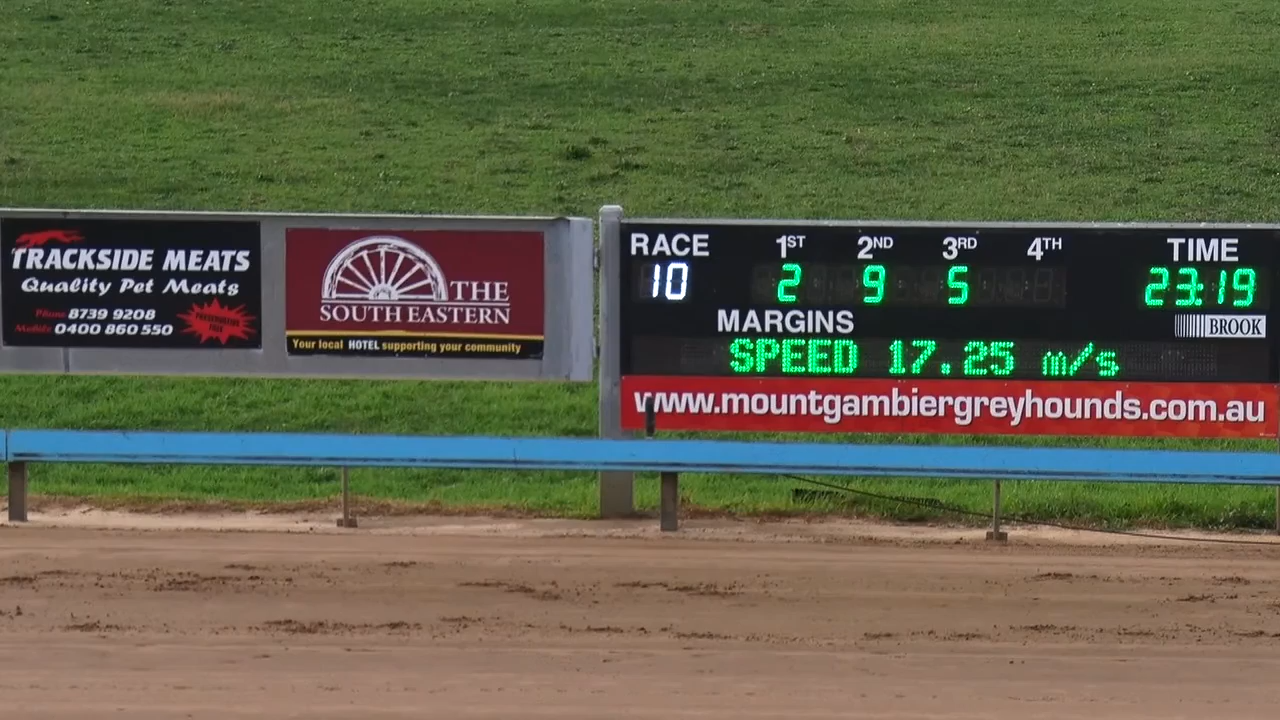 TRACKSIDE MEATS
Quality Pet Meats
Phone 8739 9208
Mobile 0400 860 550
PRESERVATIVE
FREE
THE
SOUTH EASTERN
Your local HOTEL supporting your community
RACE 1ST 2ND 3RD 4TH TIME
10 2 9 5 23.19
MARGINS
BROOK
SPEED 17.25 m/s
www.mountgambiergreyhounds.com.au